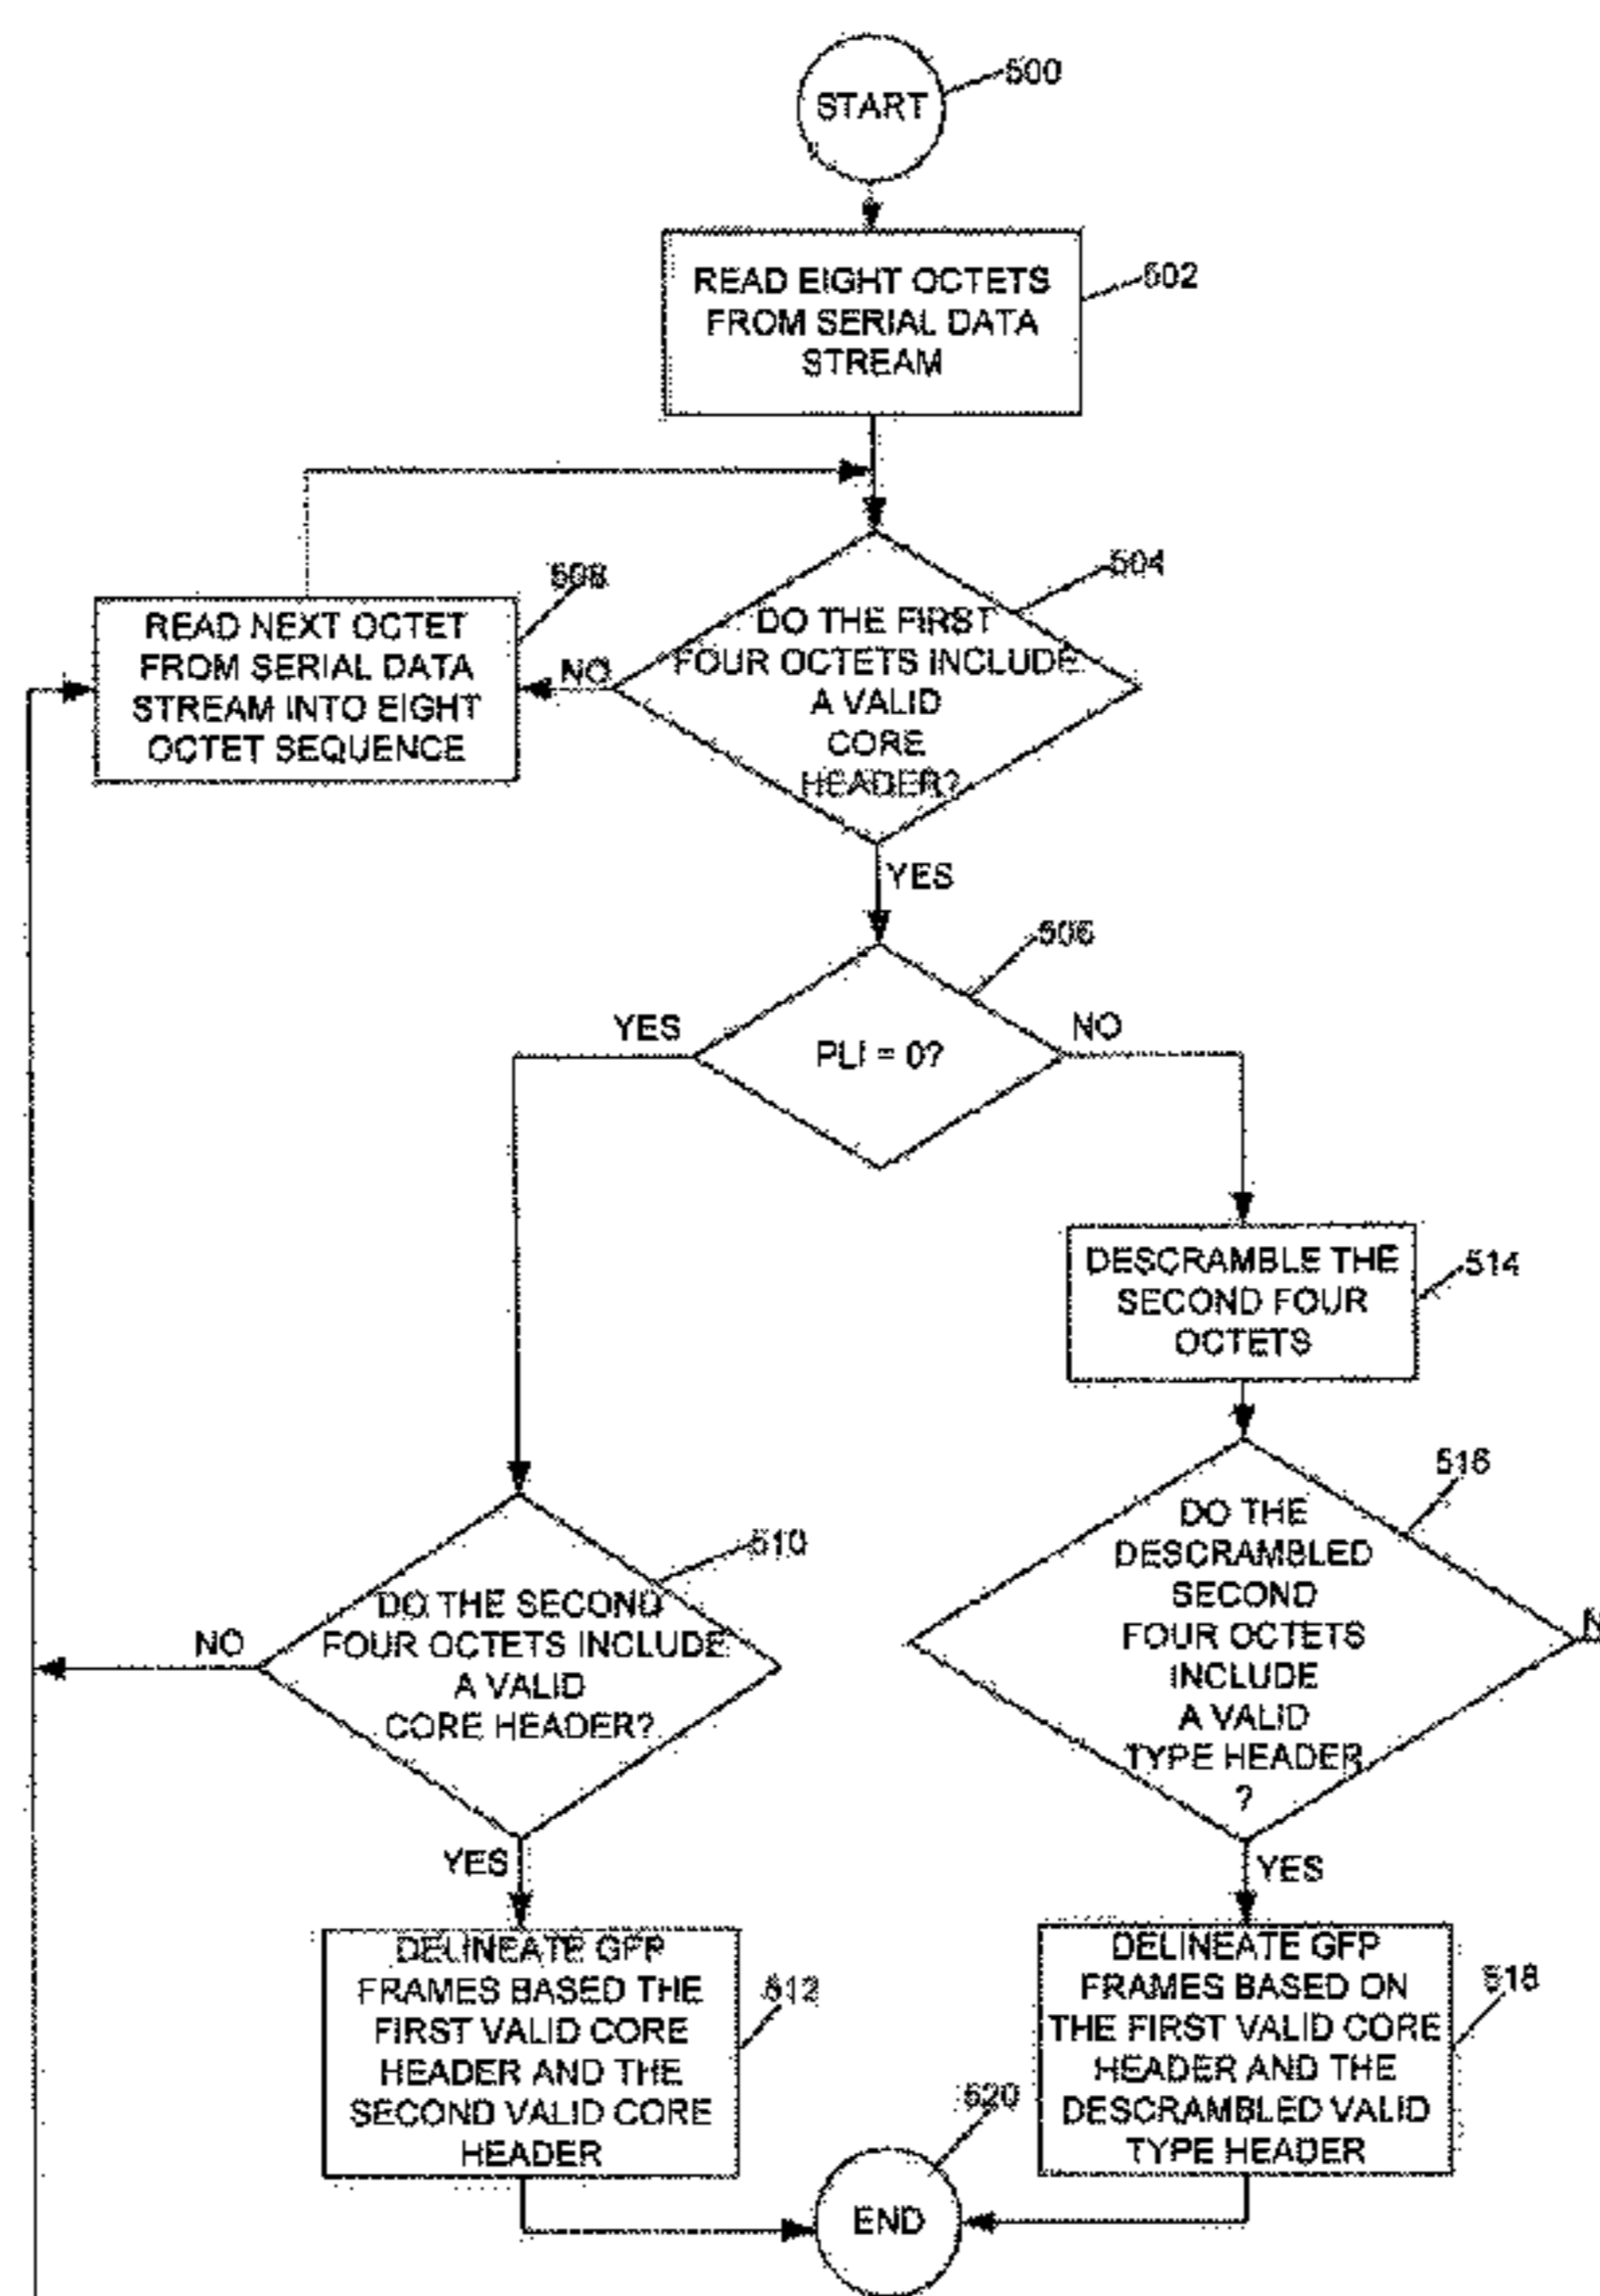 500
START
502
READ EIGHT OCTETS
FROM SERIAL DATA
STREAM
504
508
READ NEXT OCTET
FROM SERIAL DATA
STREAM INTO EIGHT
OCTET SEQUENCE
NO
DO THE FIRST
FOUR OCTETS INCLUDE
A VALID
CORE
HEADER?
YES
506
YES
NO
PLI = 0?
DESCRAMBLE THE
SECOND FOUR
OCTETS
514
516
DO THE
DESCRAMBLED
SECOND
FOUR OCTETS
INCLUDE
A VALID
TYPE HEADER
?
510
NO
DO THE SECOND
FOUR OCTETS INCLUDE
A VALID
CORE HEADER?
YES
YES
DELINEATE GFP
FRAMES BASED THE
FIRST VALID CORE
HEADER AND THE
SECOND VALID CORE
HEADER
512
DELINEATE GFP
FRAMES BASED ON
THE FIRST VALID CORE
HEADER AND THE
DESCRAMBLED VALID
TYPE HEADER
518
520
END